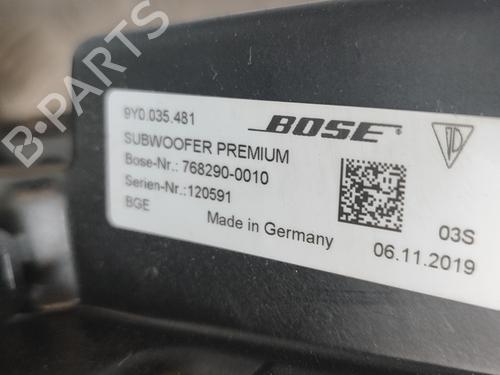 B-PARTS
9Y0.035.481
BOSE
SUBWOOFER PREMIUM
Bose-Nr.: 768290-0010
Serien-Nr.:120591
BGE
Made in Germany
03S
06.11.2019